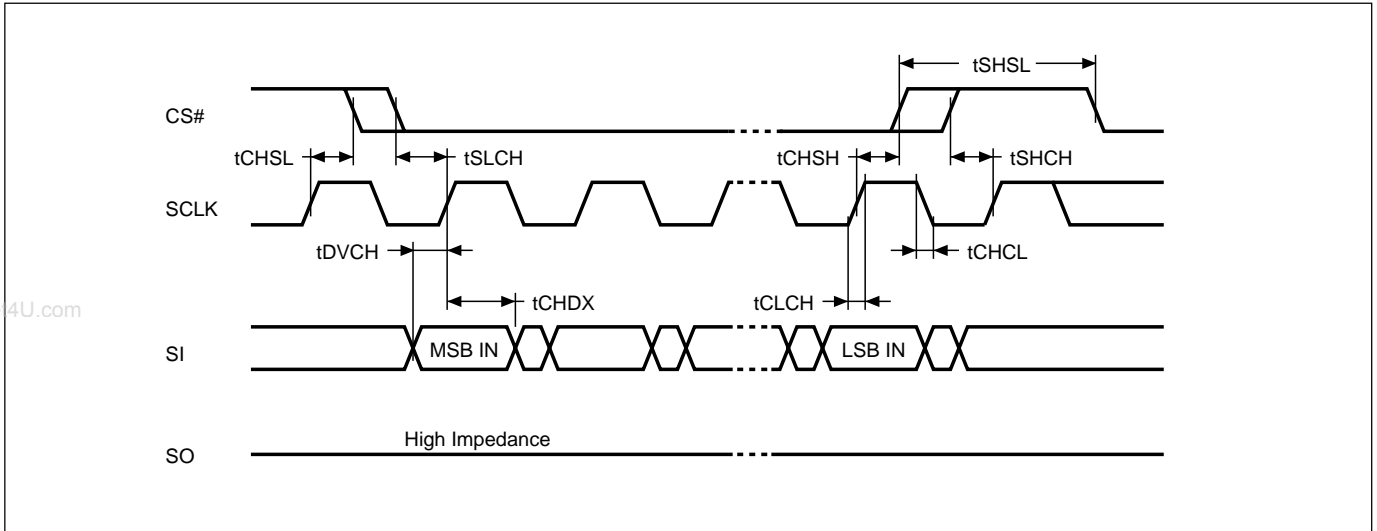 tSHSL
CS#
tCHSL
tSLCH
tCHSH
tSHCH
SCLK
tDVCH
tCHCL
tCHDX
tCLCH
t4U.com
SI
MSB IN
LSB IN
High Impedance
SO